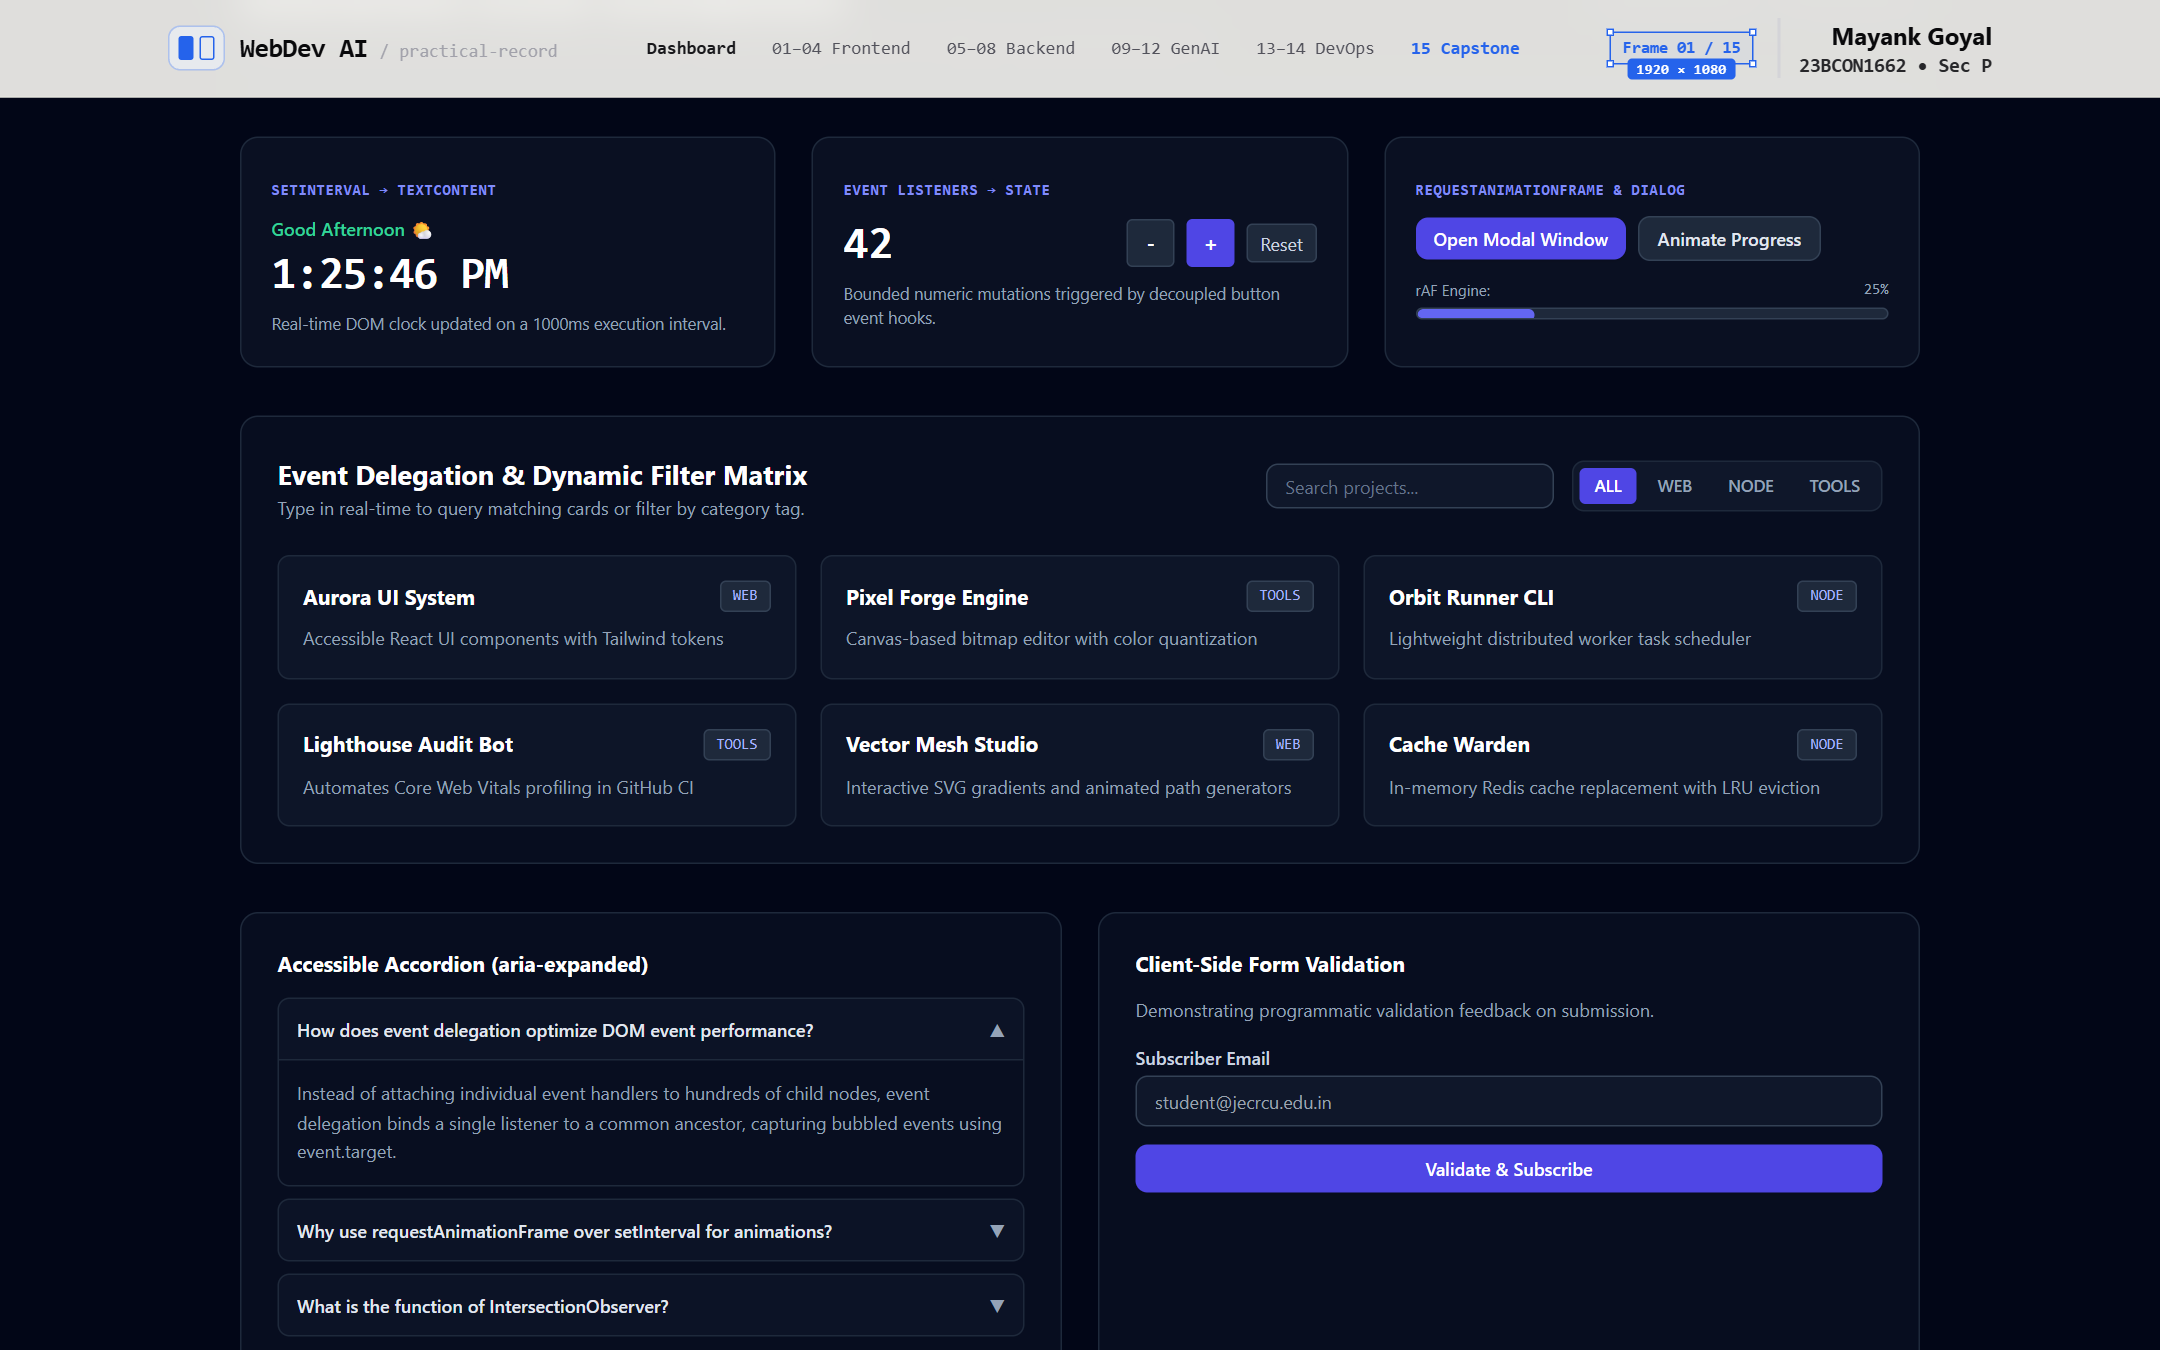 WebDev AI / practical-record
Dashboard
01–04 Frontend
05–08 Backend
09–12 GenAI
13–14 DevOps
15 Capstone
Frame 01 / 15
1920 × 1080
Mayank Goyal
23BCON1662 • Sec P
SETINTERVAL → TEXTCONTENT
Good Afternoon 🌤️
1:25:46 PM
Real-time DOM clock updated on a 1000ms execution interval.
EVENT LISTENERS → STATE
42
-
+
Reset
Bounded numeric mutations triggered by decoupled button
event hooks.
REQUESTANIMATIONFRAME & DIALOG
Open Modal Window
Animate Progress
rAF Engine:
25%
Event Delegation & Dynamic Filter Matrix
Type in real-time to query matching cards or filter by category tag.
Search projects...
ALL
WEB
NODE
TOOLS
Aurora UI System
WEB
Accessible React UI components with Tailwind tokens
Pixel Forge Engine
TOOLS
Canvas-based bitmap editor with color quantization
Orbit Runner CLI
NODE
Lightweight distributed worker task scheduler
Lighthouse Audit Bot
TOOLS
Automates Core Web Vitals profiling in GitHub CI
Vector Mesh Studio
WEB
Interactive SVG gradients and animated path generators
Cache Warden
NODE
In-memory Redis cache replacement with LRU eviction
Accessible Accordion (aria-expanded)
How does event delegation optimize DOM event performance?
▲
Instead of attaching individual event handlers to hundreds of child nodes, event
delegation binds a single listener to a common ancestor, capturing bubbled events using
event.target.
Why use requestAnimationFrame over setInterval for animations?
▼
What is the function of IntersectionObserver?
▼
Client-Side Form Validation
Demonstrating programmatic validation feedback on submission.
Subscriber Email
student@jecrcu.edu.in
Validate & Subscribe